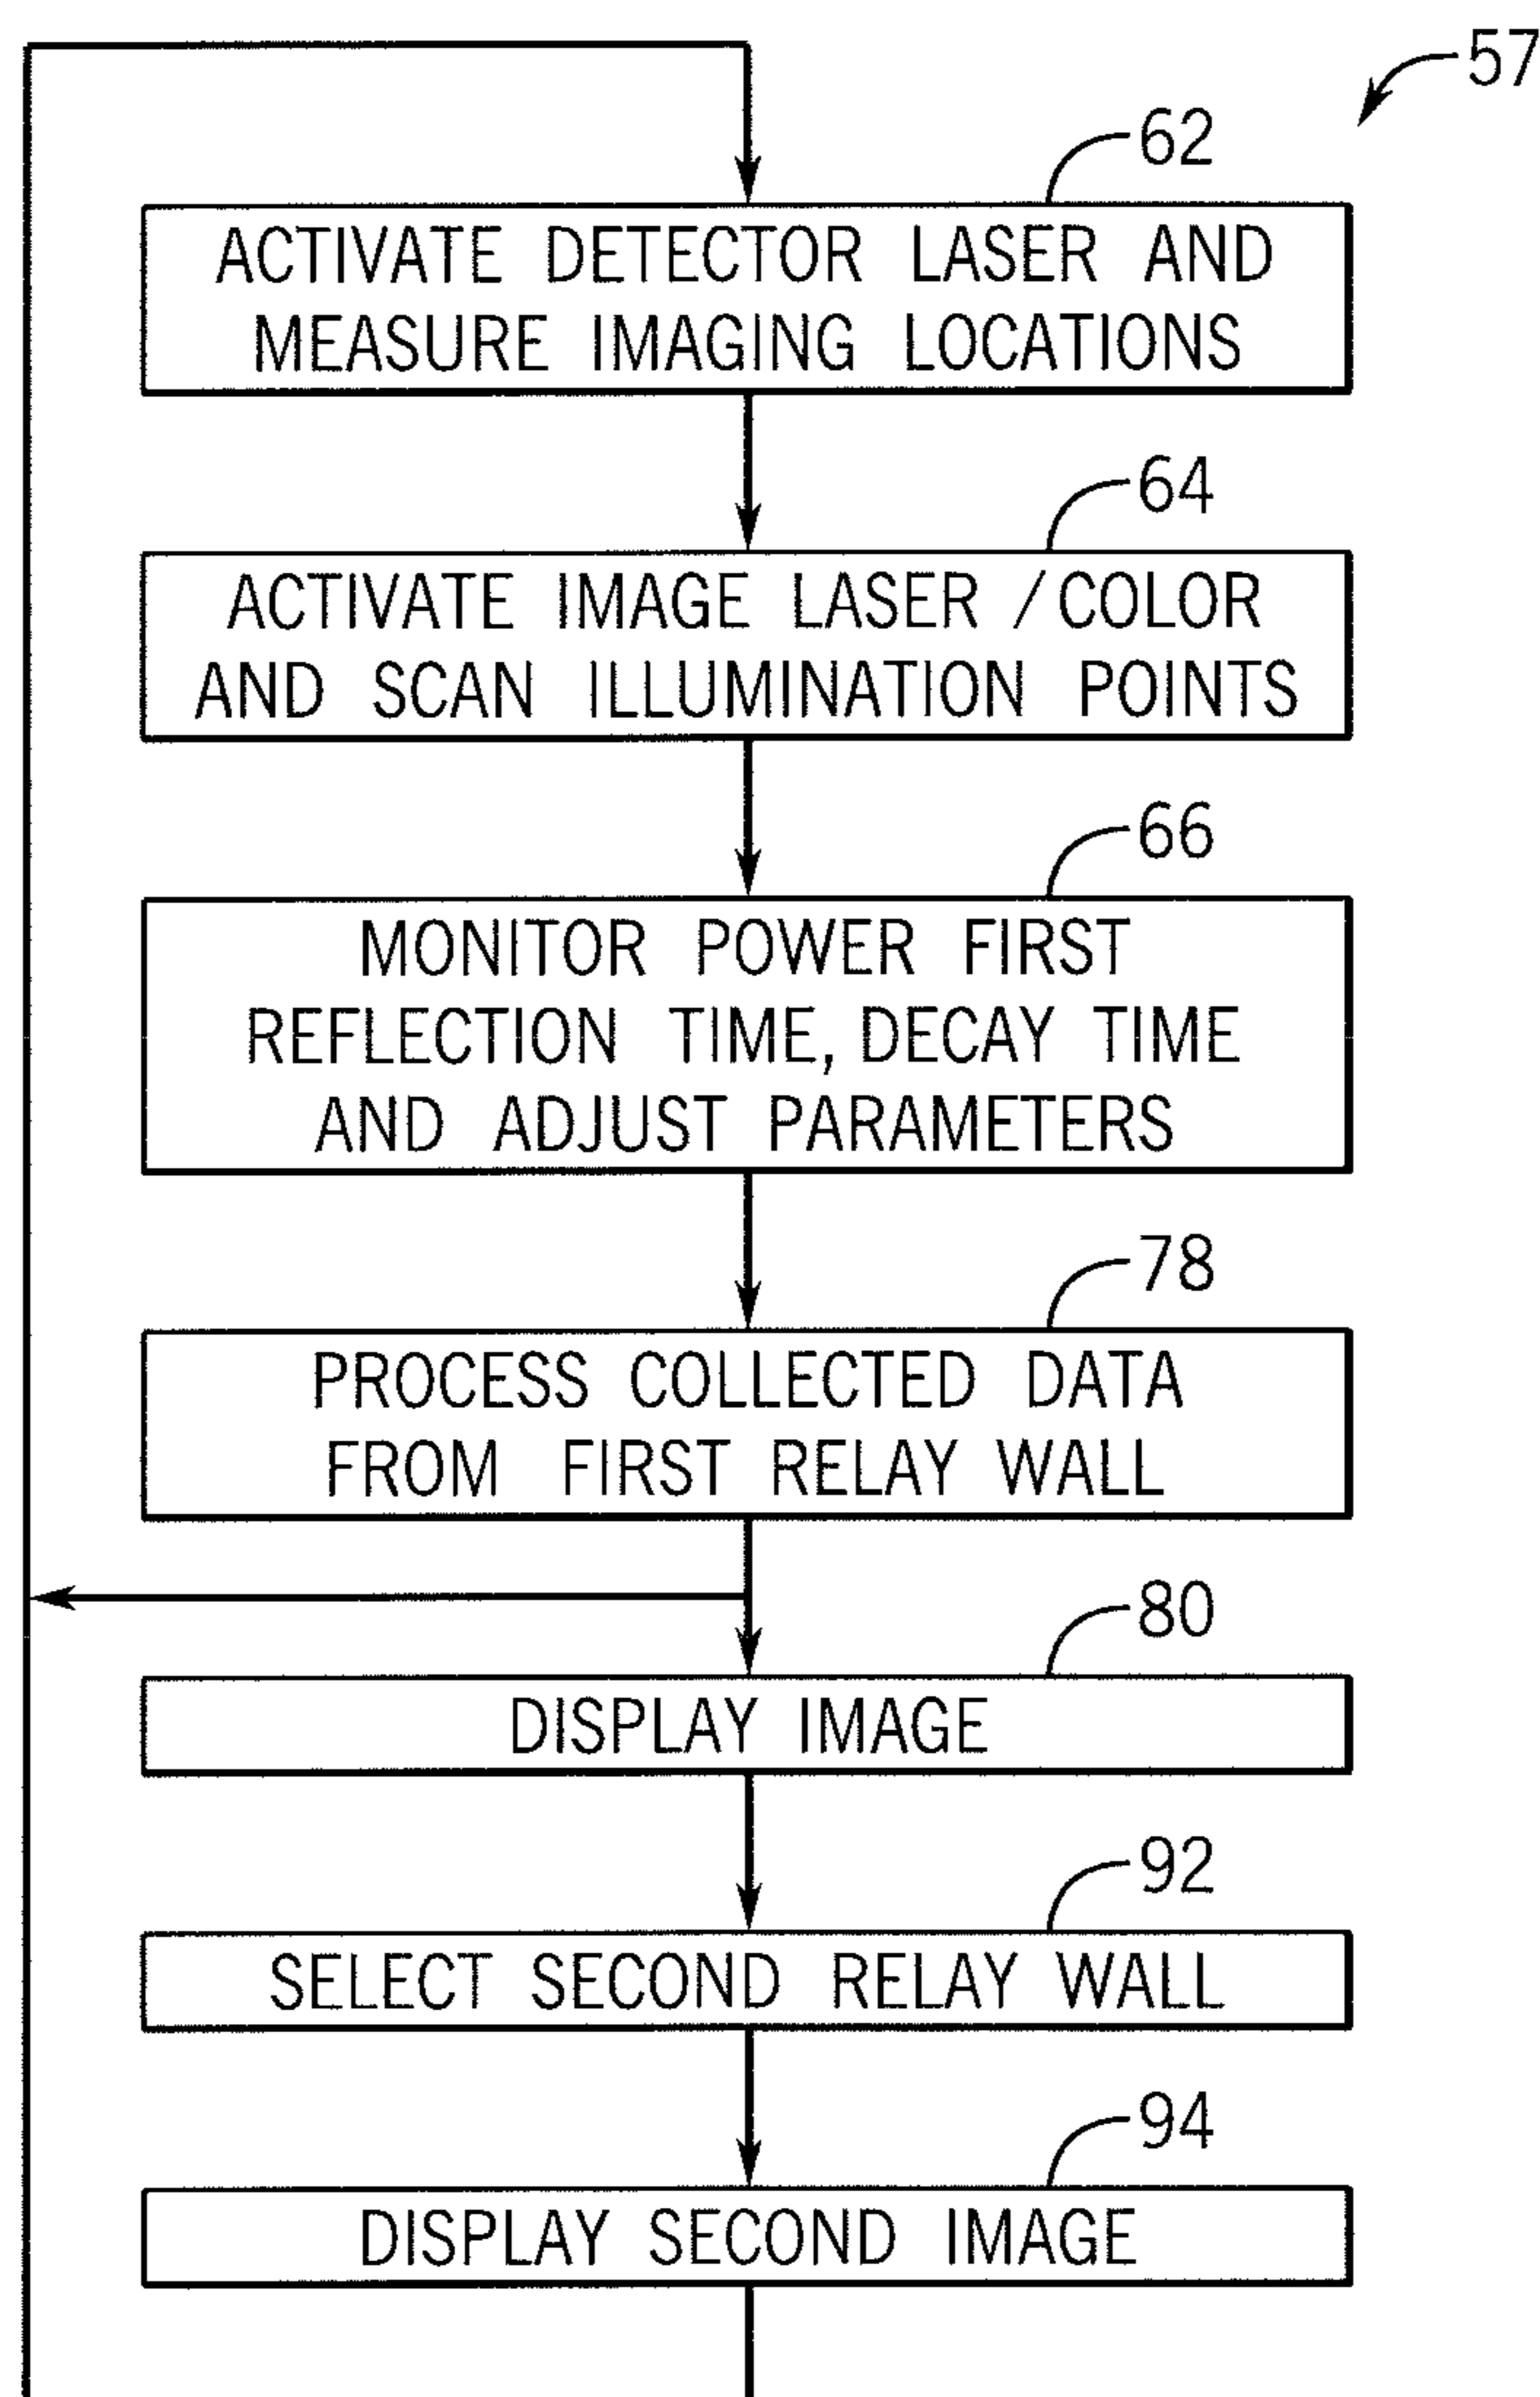 57
62
ACTIVATE DETECTOR LASER AND
MEASURE IMAGING LOCATIONS
64
ACTIVATE IMAGE LASER / COLOR
AND SCAN ILLUMINATION POINTS
66
MONITOR POWER FIRST
REFLECTION TIME, DECAY TIME
AND ADJUST PARAMETERS
78
PROCESS COLLECTED DATA
FROM FIRST RELAY WALL
80
DISPLAY IMAGE
92
SELECT SECOND RELAY WALL
94
DISPLAY SECOND IMAGE